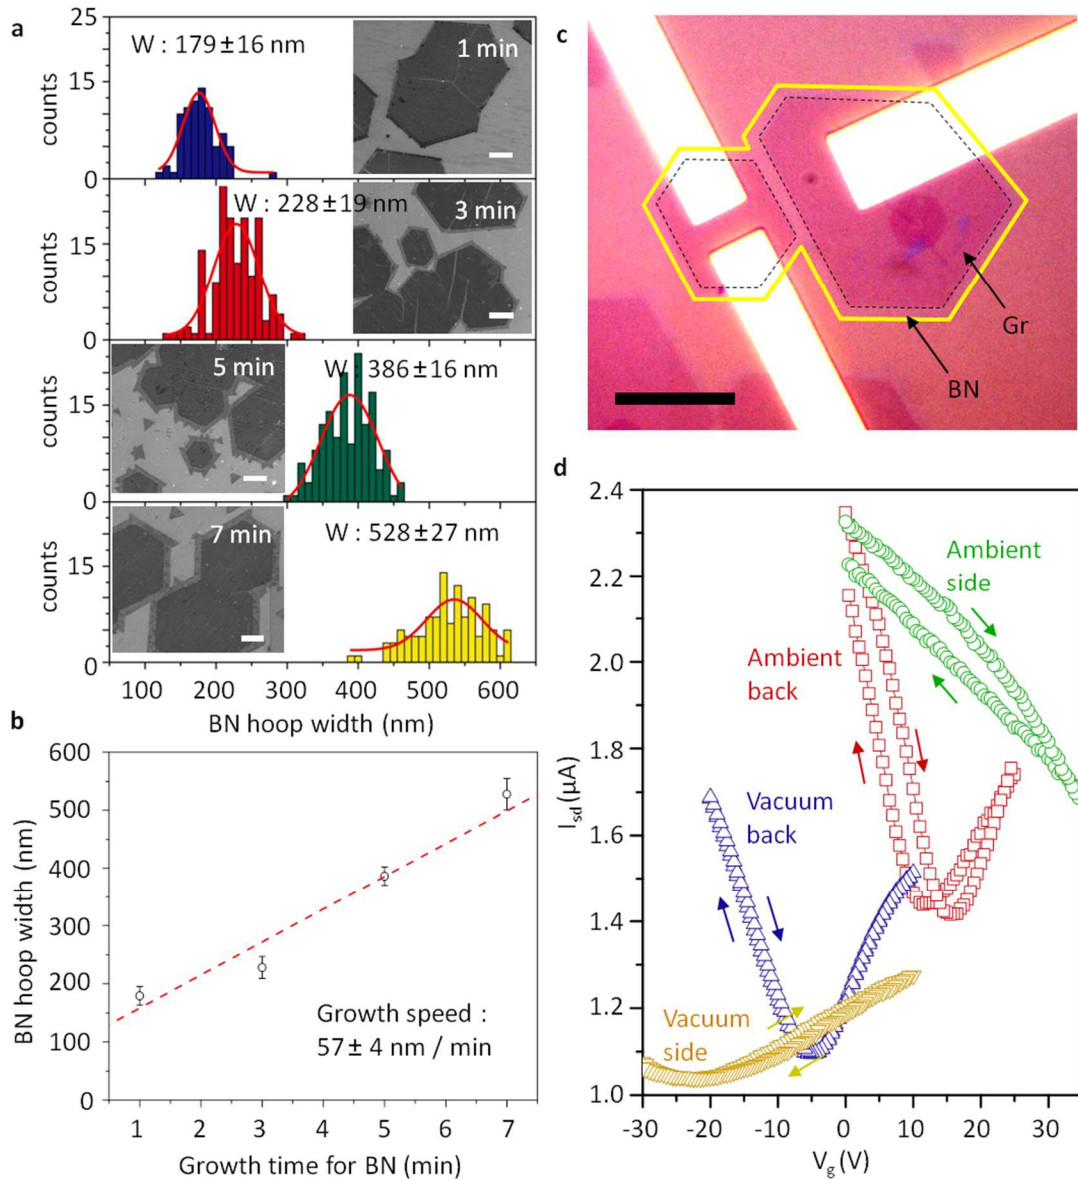 a
25
15
5
0
counts
W : 179±16 nm
1 min
15
0
counts
W : 228±19 nm
3 min
15
0
counts
5 min
W : 386±16 nm
15
0
counts
7 min
W : 528±27 nm
100 200 300 400 500 600
BN hoop width (nm)
b
600
500
400
300
200
100
0
BN hoop width (nm)
Growth speed :
57± 4 nm / min
1 2 3 4 5 6 7
Growth time for BN (min)
c
Gr
BN
d
2.4
2.2
2.0
1.8
1.6
1.4
1.2
1.0
Isd (μA)
Ambient
side
Ambient
back
Vacuum
back
Vacuum
side
-30 -20 -10 0 10 20 30
Vg (V)